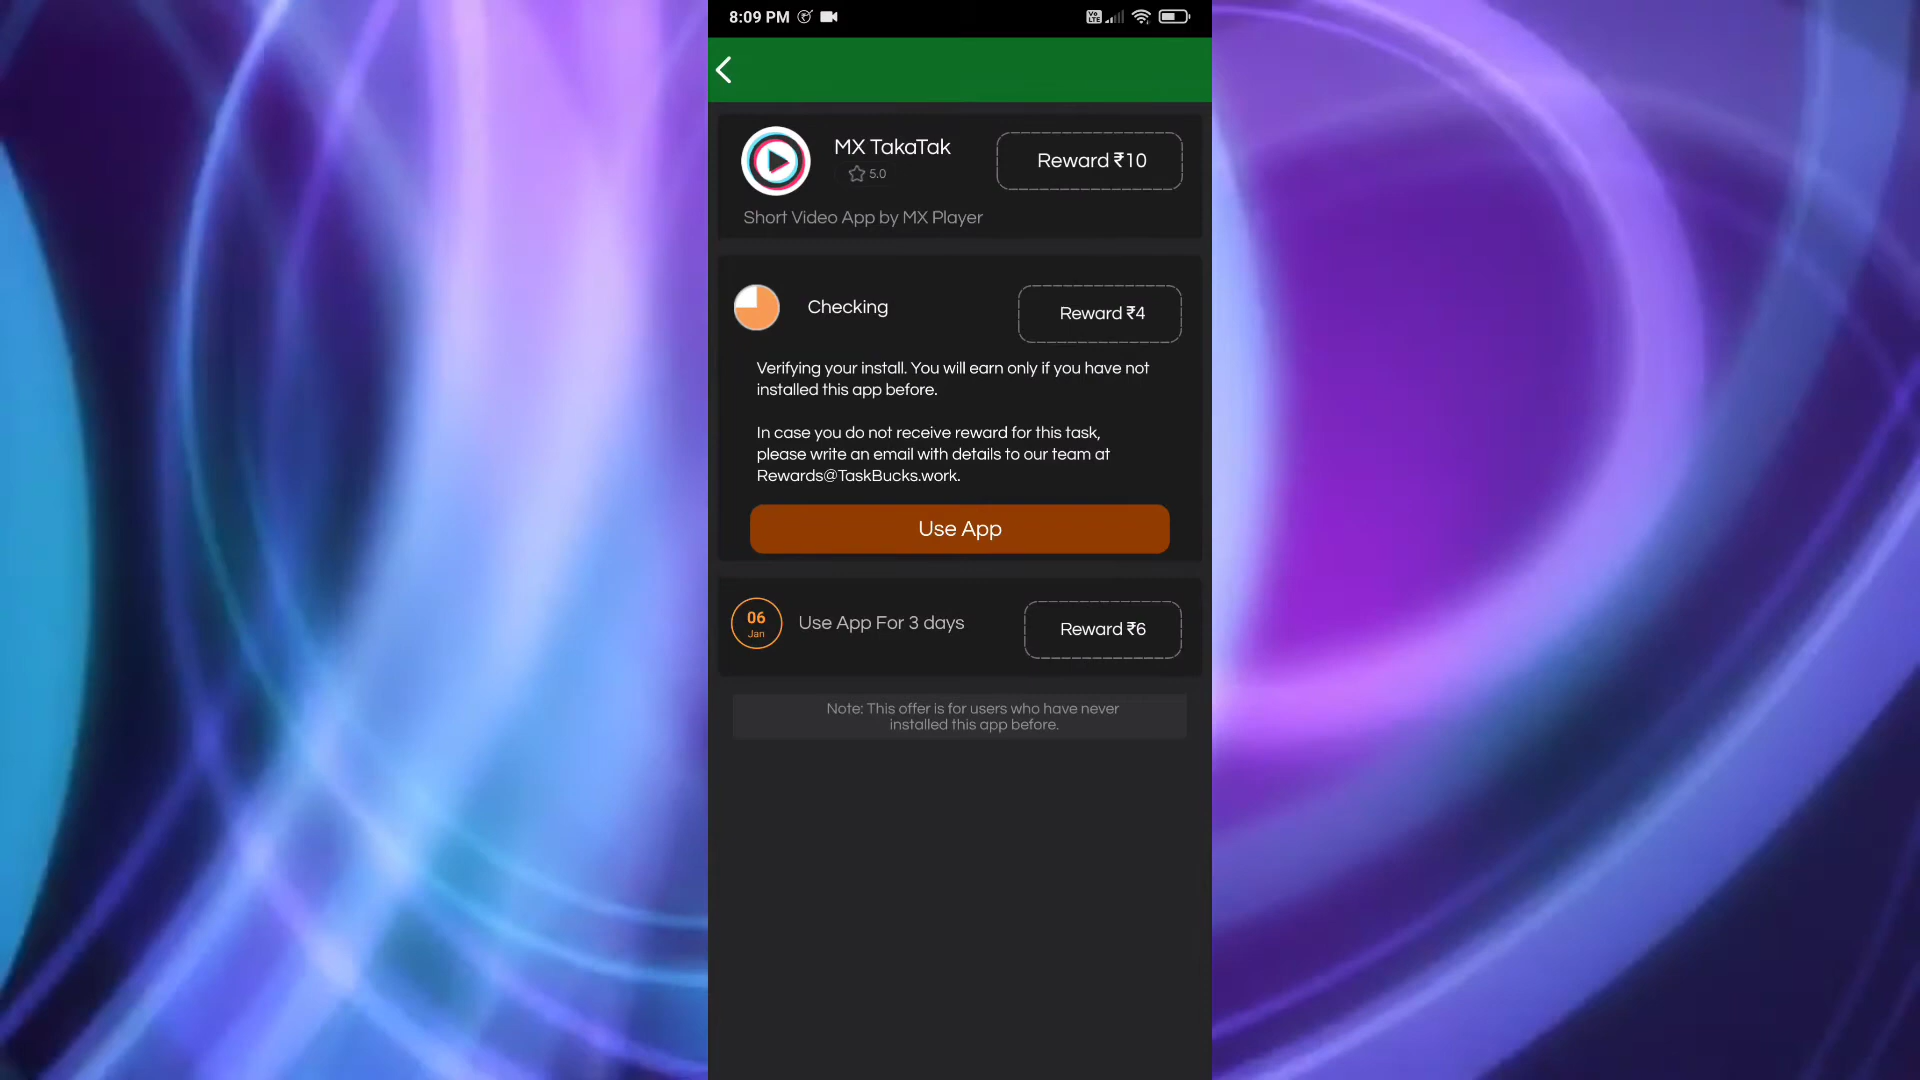 8:09 PM
Vo
LTE
MX TakaTak
5.0
Reward ₹10
Short Video App by MX Player
Checking
Reward ₹4
Verifying your install. You will earn only if you have not
installed this app before.
In case you do not receive reward for this task,
please write an email with details to our team at
Rewards@TaskBucks.work.
Use App
06
Jan
Use App For 3 days
Reward ₹6
Note: This offer is for users who have never
installed this app before.